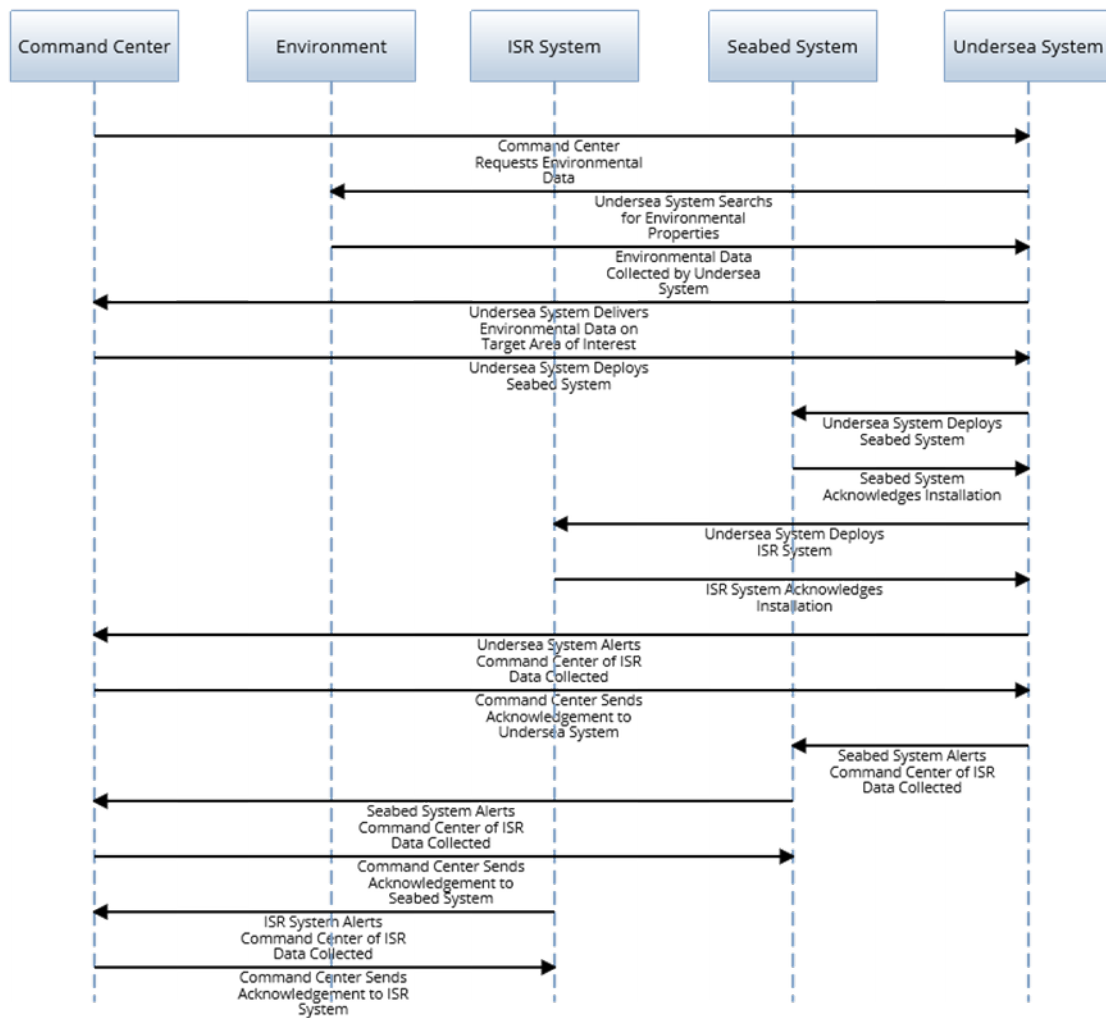 Command Center
Environment
ISR System
Seabed System
Undersea System
Command Center
Requests Environmental
Data
Undersea System Searchs
for Environmental
Properties
Environmental Data
Collected by Undersea
System
Undersea System Delivers
Environmental Data on
Target Area of Interest
Undersea System Deploys
Seabed System
Undersea System Deploys
Seabed System
Seabed System
Acknowledges Installation
Undersea System Deploys
ISR System
ISR System Acknowledges
Installation
Undersea System Alerts
Command Center of ISR
Data Collected
Command Center Sends
Acknowledgement to
Undersea System
Seabed System Alerts
Command Center of ISR
Data Collected
Seabed System Alerts
Command Center of ISR
Data Collected
Command Center Sends
Acknowledgement to
Seabed System
ISR System Alerts
Command Center of ISR
Data Collected
Command Center Sends
Acknowledgement to ISR
System